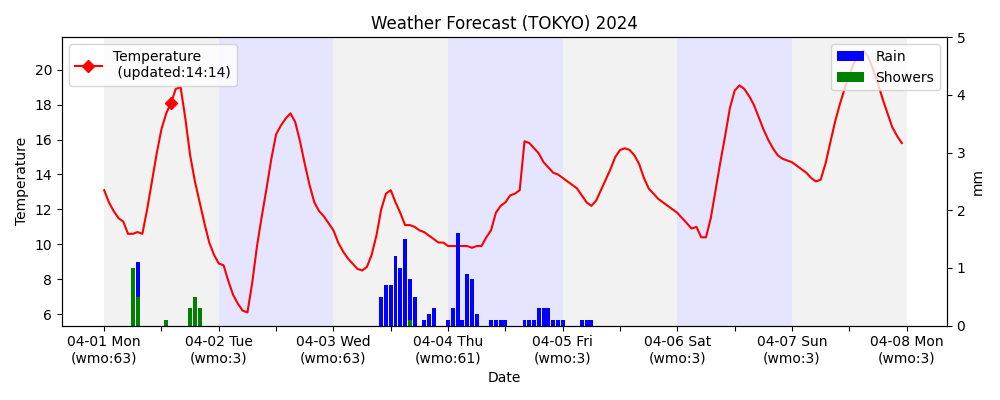 Weather Forecast (TOKYO) 2024
Temperature
(updated:14:14)
Rain
Showers
Temperature
20
18
16
14
12
10
8
6
5
4
3
2
1
0
mm
04-01 Mon
(wmo:63)
04-02 Tue
(wmo:3)
04-03 Wed
(wmo:63)
04-04 Thu
(wmo:61)
04-05 Fri
(wmo:3)
04-06 Sat
(wmo:3)
04-07 Sun
(wmo:3)
04-08 Mon
(wmo:3)
Date